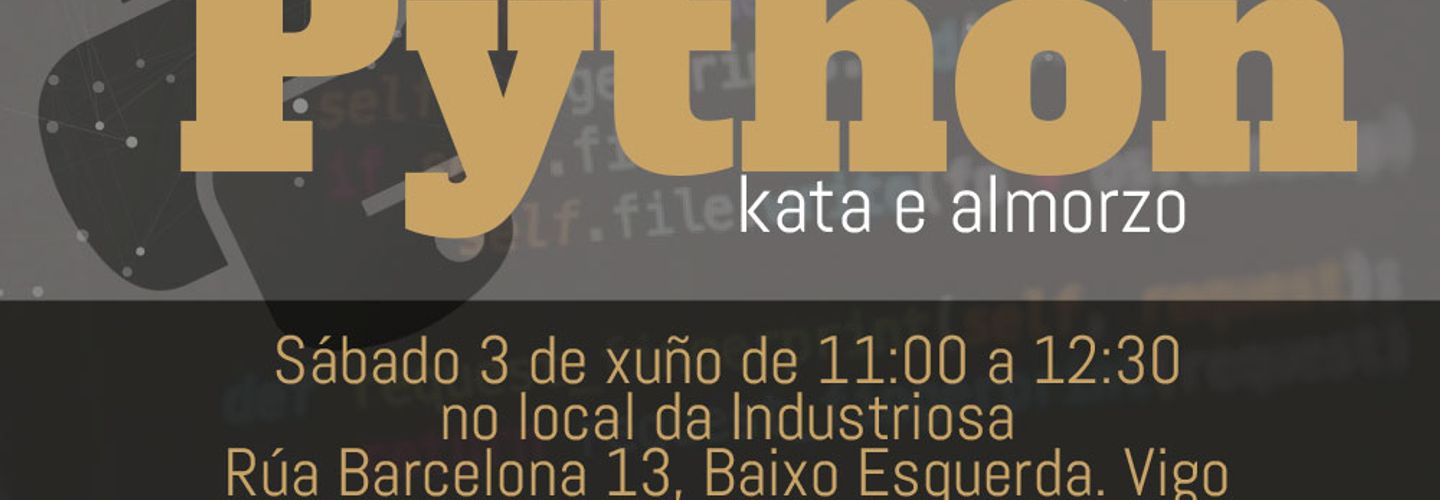 Python
kata e almorzo
Sábado 3 de xuño de 11:00 a 12:30
no local da Industriosa
Rúa Barcelona 13, Baixo Esquerda. Vigo